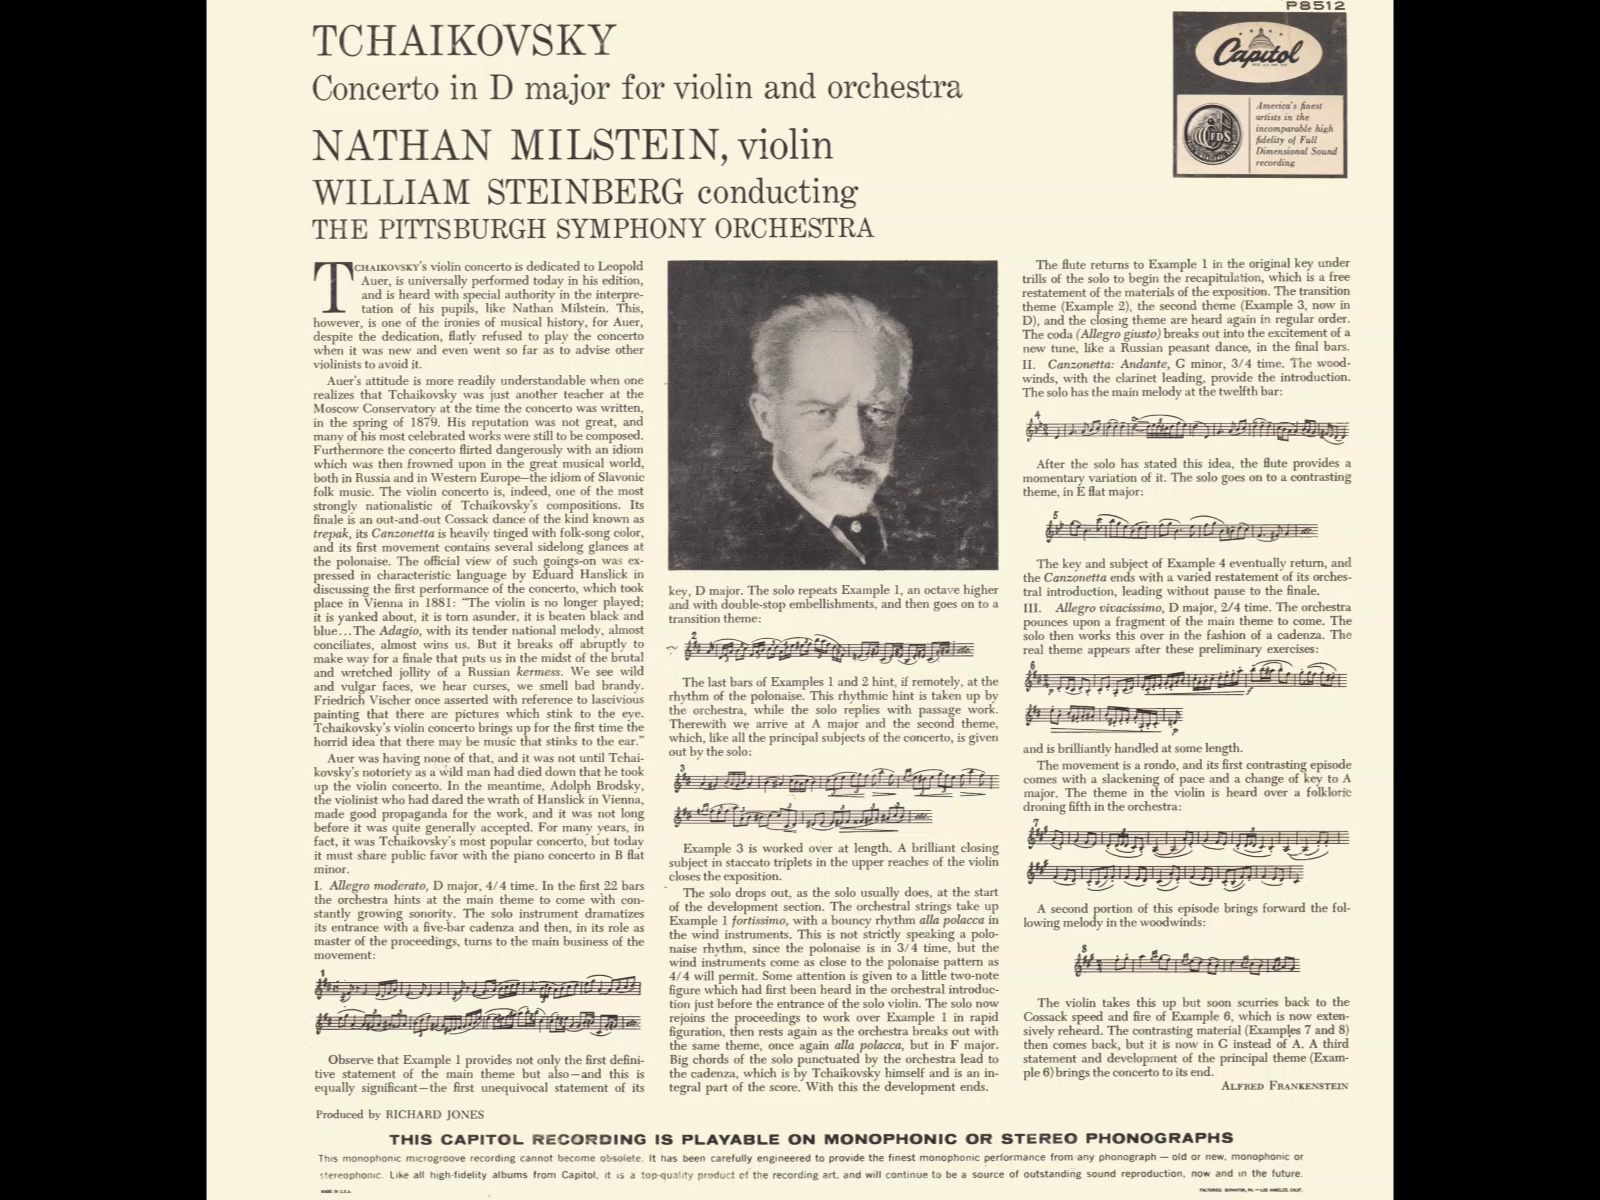 P8512
TCHAIKOVSKY
Concerto in D major for violin and orchestra
NATHAN MILSTEIN, violin
WILLIAM STEINBERG conducting
THE PITTSBURGH SYMPHONY ORCHESTRA
Capitol
FDS
America's finest
artists in the
incomparable high
fidelity of Full
Dimensional Sound
recording
TCHAIKOVSKY's violin concerto is dedicated to Leopold
Auer, is universally performed today in his edition,
and is heard with special authority in the interpre-
tation of his pupils, like Nathan Milstein. This,
however, is one of the ironies of musical history, for Auer,
despite the dedication, flatly refused to play the concerto
when it was new and even went so far as to advise other
violinists to avoid it.
Auer's attitude is more readily understandable when one
realizes that Tchaikovsky was just another teacher at the
Moscow Conservatory at the time the concerto was written,
in the spring of 1879. His reputation was not great, and
many of his most celebrated works were still to be composed.
Furthermore the concerto flirted dangerously with an idiom
which was then frowned upon in the great musical world,
both in Russia and in Western Europe—the idiom of Slavonic
folk music. The violin concerto is, indeed, one of the most
strongly nationalistic of Tchaikovsky's compositions. Its
finale is an out-and-out Cossack dance of the kind known as
trepak, its Canzonetta is heavily tinged with folk-song color,
and its first movement contains several sidelong glances at
the polonaise. The official view of such goings-on was ex-
pressed in characteristic language by Eduard Hanslick in
discussing the first performance of the concerto, which took
place in Vienna in 1881: "The violin is no longer played;
it is yanked about, it is torn asunder, it is beaten black and
blue...The Adagio, with its tender national melody, almost
conciliates, almost wins us. But it breaks off abruptly to
make way for a finale that puts us in the midst of the brutal
and wretched jollity of a Russian kermess. We see wild
and vulgar faces, we hear curses, we smell bad brandy.
Friedrich Vischer once asserted with reference to lascivious
painting that there are pictures which stink to the eye.
Tchaikovsky's violin concerto brings up for the first time the
horrid idea that there may be music that stinks to the ear."
Auer was having none of that, and it was not until Tchai-
kovsky's notoriety as a wild man had died down that he took
up the violin concerto. In the meantime, Adolph Brodsky,
the violinist who had dared the wrath of Hanslick in Vienna,
made good propaganda for the work, and it was not long
before it was quite generally accepted. For many years, in
fact, it was Tchaikovsky's most popular concerto, but today
it must share public favor with the piano concerto in B flat
minor.
I. Allegro moderato, D major, 4/4 time. In the first 22 bars
the orchestra hints at the main theme to come with con-
stantly growing sonority. The solo instrument dramatizes
its entrance with a five-bar cadenza and then, in its role as
master of the proceedings, turns to the main business of the
movement:
1
Observe that Example 1 provides not only the first defini-
tive statement of the main theme but also—and this is
equally significant—the first unequivocal statement of its
key, D major. The solo repeats Example 1, an octave higher
and with double-stop embellishments, and then goes on to a
transition theme:
2
The last bars of Examples 1 and 2 hint, if remotely, at the
rhythm of the polonaise. This rhythmic hint is taken up by
the orchestra, while the solo replies with passage work.
Therewith we arrive at A major and the second theme,
which, like all the principal subjects of the concerto, is given
out by the solo:
3
Example 3 is worked over at length. A brilliant closing
subject in staccato triplets in the upper reaches of the violin
closes the exposition.
The solo drops out, as the solo usually does, at the start
of the development section. The orchestral strings take up
Example 1 fortissimo, with a bouncy rhythm alla polacca in
the wind instruments. This is not strictly speaking a polo-
naise rhythm, since the polonaise is in 3/4 time, but the
wind instruments come as close to the polonaise pattern as
4/4 will permit. Some attention is given to a little two-note
figure which had first been heard in the orchestral introduc-
tion just before the entrance of the solo violin. The solo now
rejoins the proceedings to work over Example 1 in rapid
figuration, then rests again as the orchestra breaks out with
the same theme, once again alla polacca, but in F major.
Big chords of the solo punctuated by the orchestra lead to
the cadenza, which is by Tchaikovsky himself and is an in-
tegral part of the score. With this the development ends.
The flute returns to Example 1 in the original key under
trills of the solo to begin the recapitulation, which is a free
restatement of the materials of the exposition. The transition
theme (Example 2), the second theme (Example 3, now in
D), and the closing theme are heard again in regular order.
The coda (Allegro giusto) breaks out into the excitement of a
new tune, like a Russian peasant dance, in the final bars.
II. Canzonetta: Andante, G minor, 3/4 time. The wood-
winds, with the clarinet leading, provide the introduction.
The solo has the main melody at the twelfth bar:
4
After the solo has stated this idea, the flute provides a
momentary variation of it. The solo goes on to a contrasting
theme, in E flat major:
5
The key and subject of Example 4 eventually return, and
the Canzonetta ends with a varied restatement of its orches-
tral introduction, leading without pause to the finale.
III. Allegro vivacissimo, D major, 2/4 time. The orchestra
pounces upon a fragment of the main theme to come. The
solo then works this over in the fashion of a cadenza. The
real theme appears after these preliminary exercises:
6
and is brilliantly handled at some length.
The movement is a rondo, and its first contrasting episode
comes with a slackening of pace and a change of key to A
major. The theme in the violin is heard over a folkloric
droning fifth in the orchestra:
7
A second portion of this episode brings forward the fol-
lowing melody in the woodwinds:
8
The violin takes this up but soon scurries back to the
Cossack speed and fire of Example 6, which is now exten-
sively reheard. The contrasting material (Examples 7 and 8)
then comes back, but it is now in G instead of A. A third
statement and development of the principal theme (Exam-
ple 6) brings the concerto to its end.
ALFRED FRANKENSTEIN
Produced by RICHARD JONES
THIS CAPITOL RECORDING IS PLAYABLE ON MONOPHONIC OR STEREO PHONOGRAPHS
This monophonic microgroove recording cannot become obsolete. It has been carefully engineered to provide the finest monophonic performance from any phonograph — old or new, monophonic or
stereophonic. Like all high-fidelity albums from Capitol, it is a top-quality product of the recording art, and will continue to be a source of outstanding sound reproduction, now and in the future.
MADE IN U.S.A.
FACTORIES: SCRANTON, PA. — LOS ANGELES, CALIF.